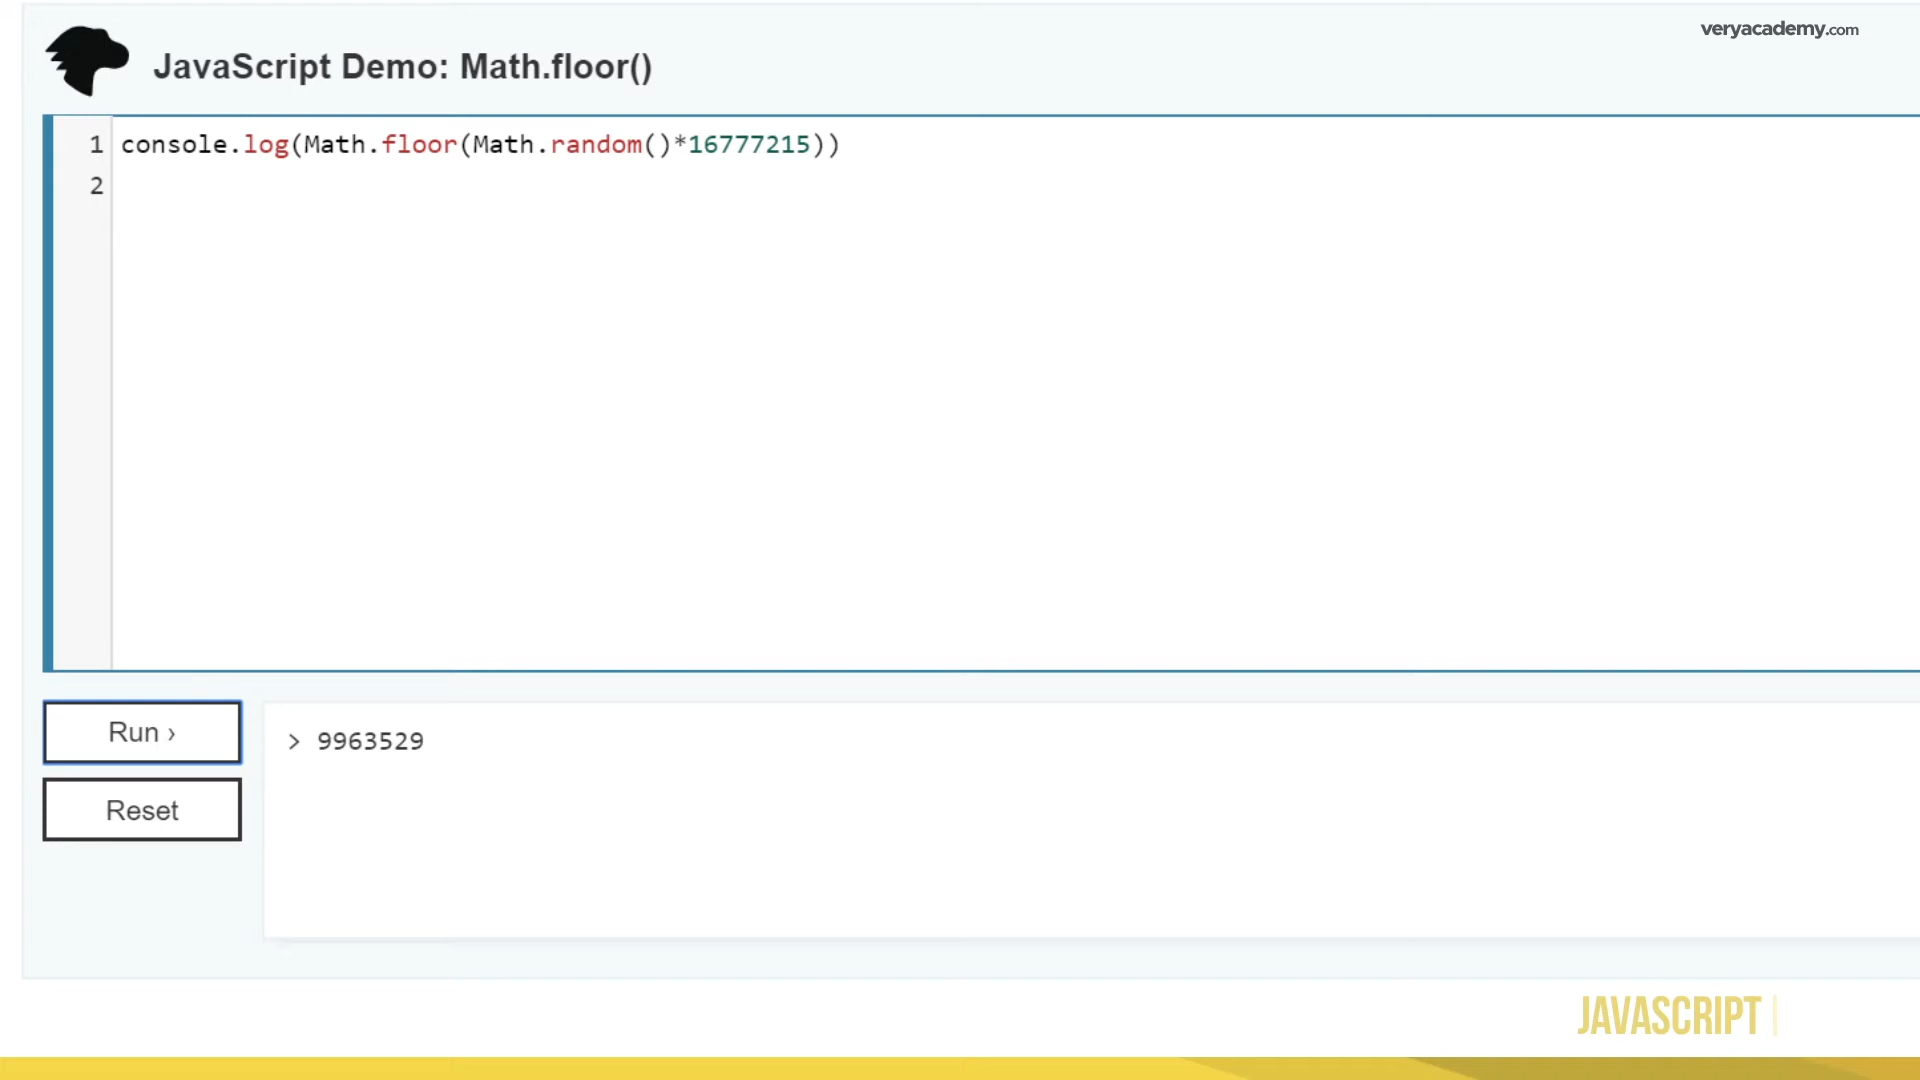 veryacademy.com
JavaScript Demo: Math.floor()
1 console.log(Math.floor(Math.random()*16777215))
2
Run ›
> 9963529
Reset
JAVASCRIPT